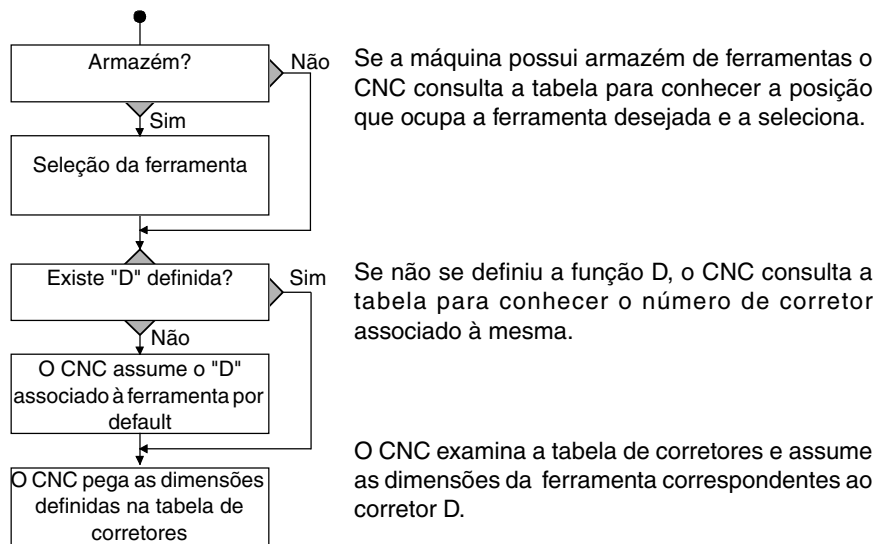 Armazém?
Não
Sim
Seleção da ferramenta
Se a máquina possui armazém de ferramentas o
CNC consulta a tabela para conhecer a posição
que ocupa a ferramenta desejada e a seleciona.
Existe "D" definida?
Sim
Não
O CNC assume o "D"
associado à ferramenta por
default
Se não se definiu a função D, o CNC consulta a
tabela para conhecer o número de corretor
associado à mesma.
O CNC pega as dimensões
definidas na tabela de
corretores
O CNC examina a tabela de corretores e assume
as dimensões da ferramenta correspondentes ao
corretor D.